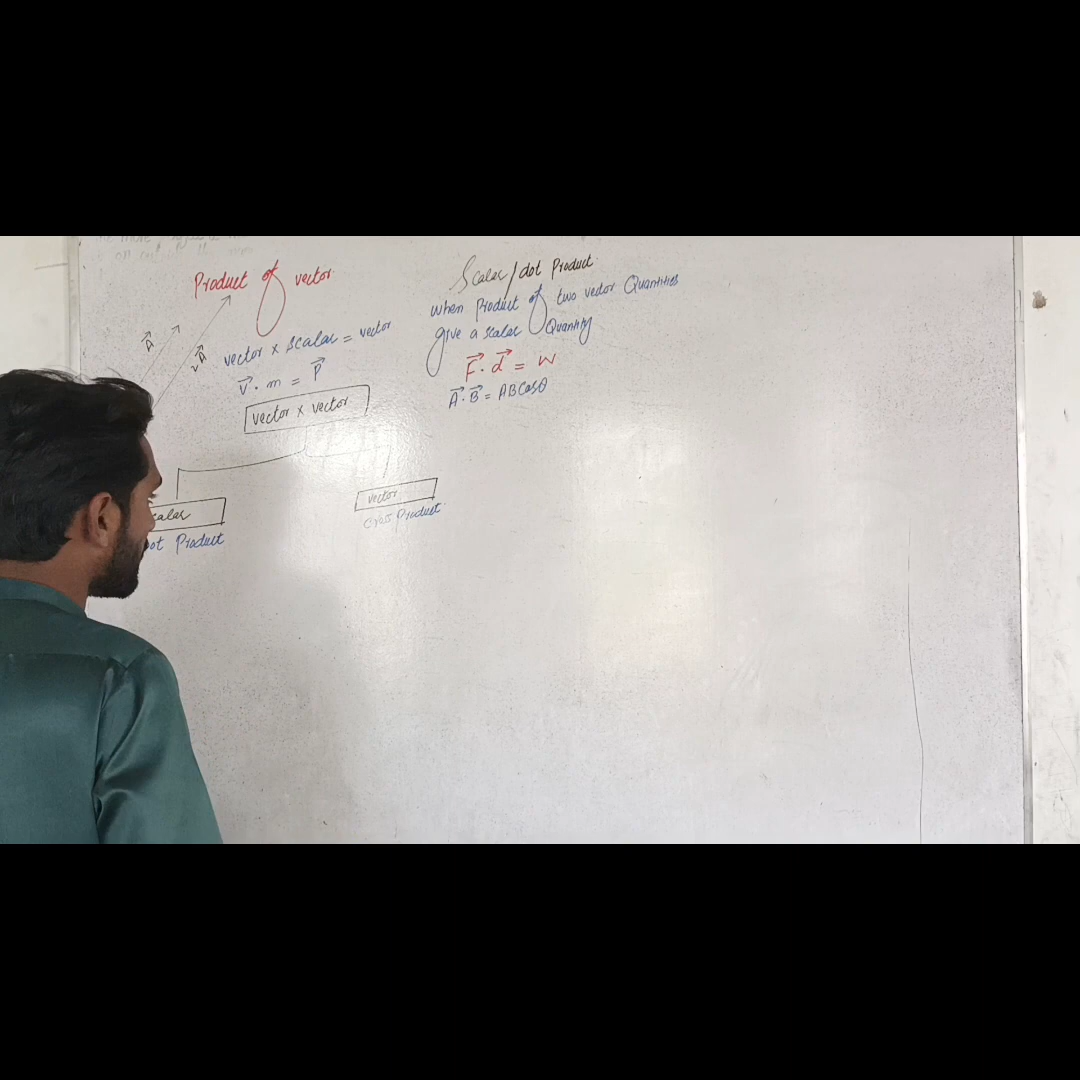 Product of vector
vector x scalar = vector
v⃗ . m = P⃗
vector x vector
calar
Dot Product
vector
Cross Product
Scalar/dot Product
when Product of two vector Quantities
give a scalar Quantity
F⃗ . d⃗ = W
A⃗ . B⃗ = ABCosθ